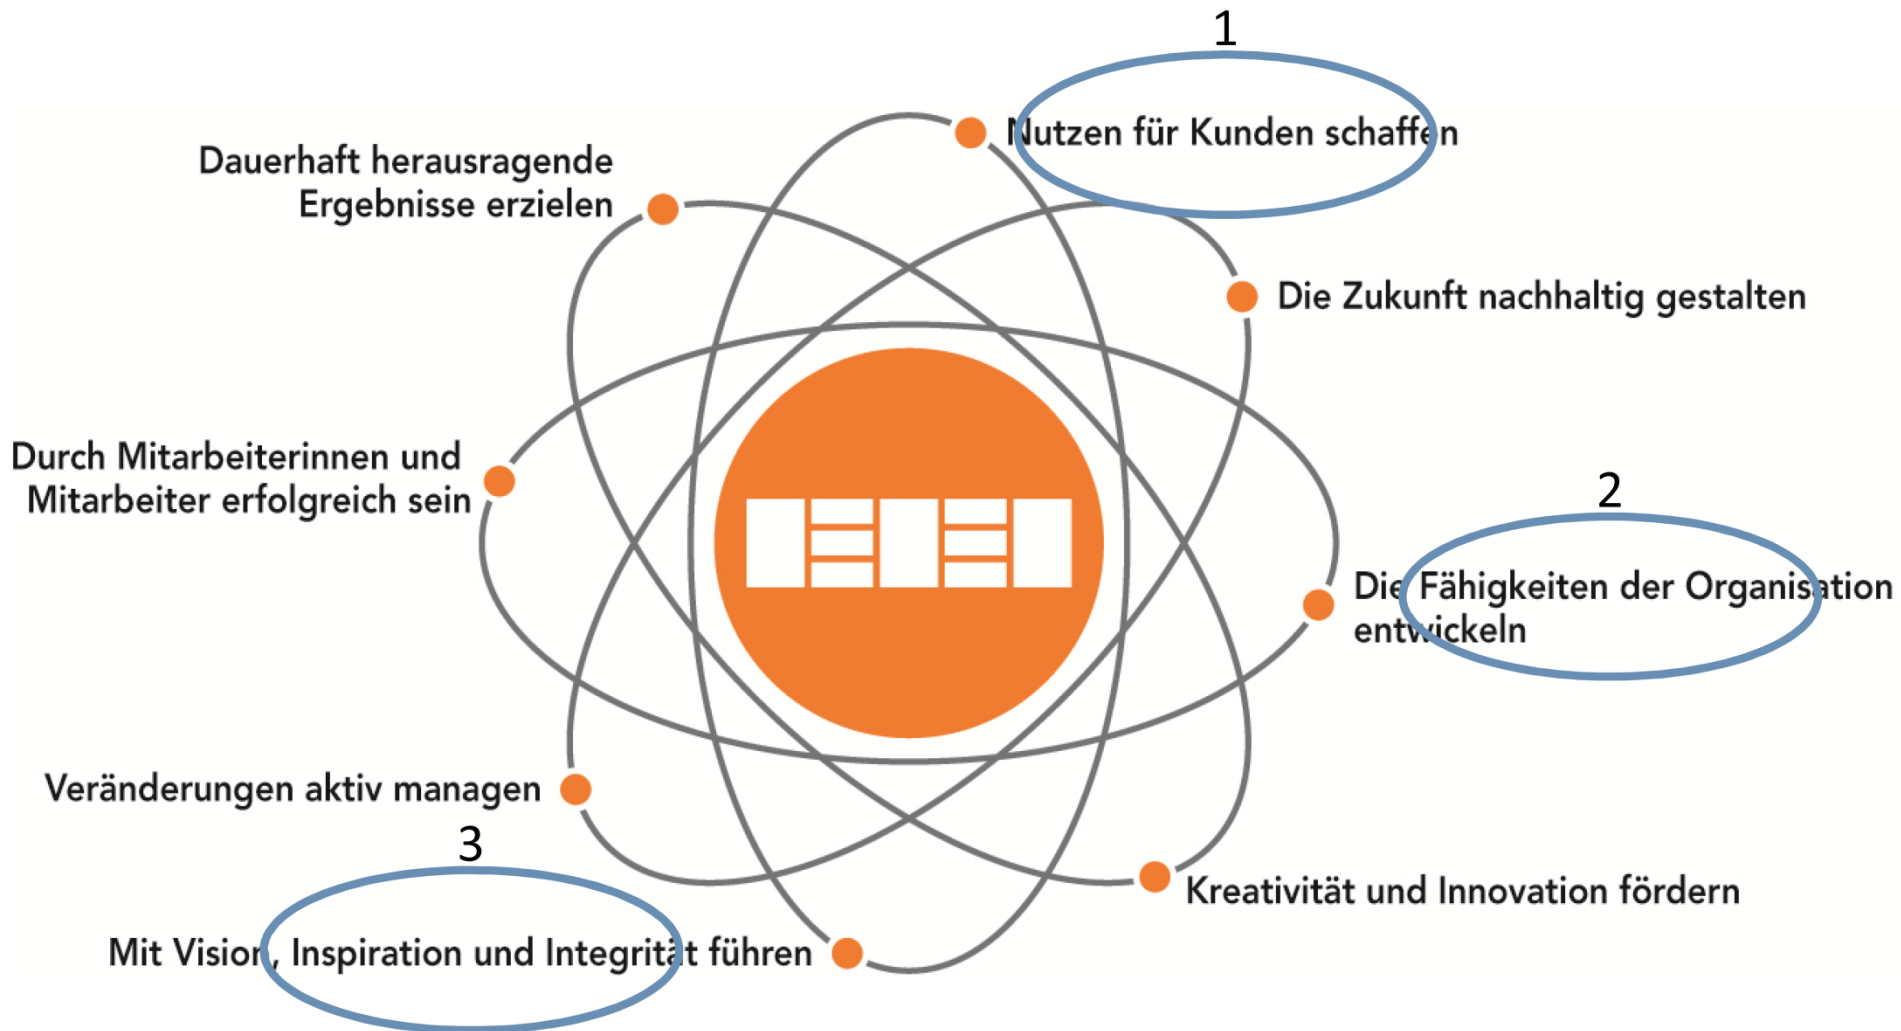 1
Nutzen für Kunden schaffen
Dauerhaft herausragende
Ergebnisse erzielen
Die Zukunft nachhaltig gestalten
Durch Mitarbeiterinnen und
Mitarbeiter erfolgreich sein
2
Die Fähigkeiten der Organisation
entwickeln
Veränderungen aktiv managen
3
Kreativität und Innovation fördern
Mit Vision, Inspiration und Integrität führen